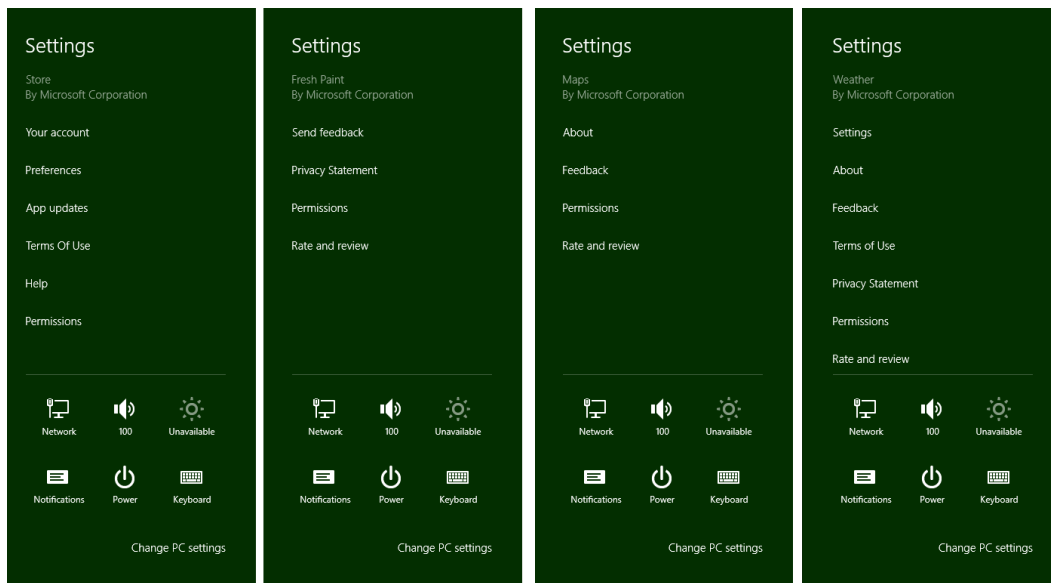 Settings
Store
By Microsoft Corporation
Your account
Preferences
App updates
Terms Of Use
Help
Permissions
Network
100
Unavailable
Notifications
Power
Keyboard
Change PC settings
Settings
Fresh Paint
By Microsoft Corporation
Send feedback
Privacy Statement
Permissions
Rate and review
Network
100
Unavailable
Notifications
Power
Keyboard
Change PC settings
Settings
Maps
By Microsoft Corporation
About
Feedback
Permissions
Rate and review
Network
100
Unavailable
Notifications
Power
Keyboard
Change PC settings
Settings
Weather
By Microsoft Corporation
Settings
About
Feedback
Terms of Use
Privacy Statement
Permissions
Rate and review
Network
100
Unavailable
Notifications
Power
Keyboard
Change PC settings